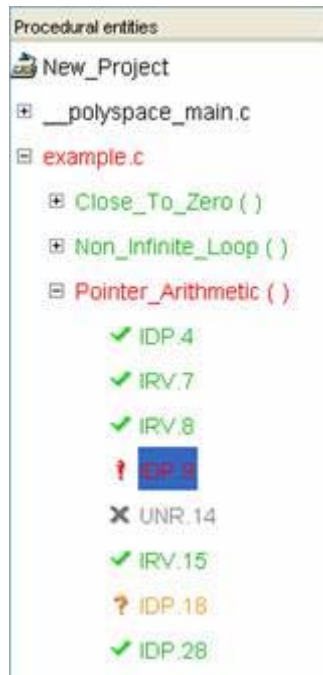 Procedural entities
New_Project
__polyspace_main.c
example.c
Close_To_Zero ( )
Non_Infinite_Loop ( )
Pointer_Arithmetic ( )
IDP.4
IRV.7
IRV.8
IDP.9
UNR.14
IRV.15
IDP.18
IDP.28